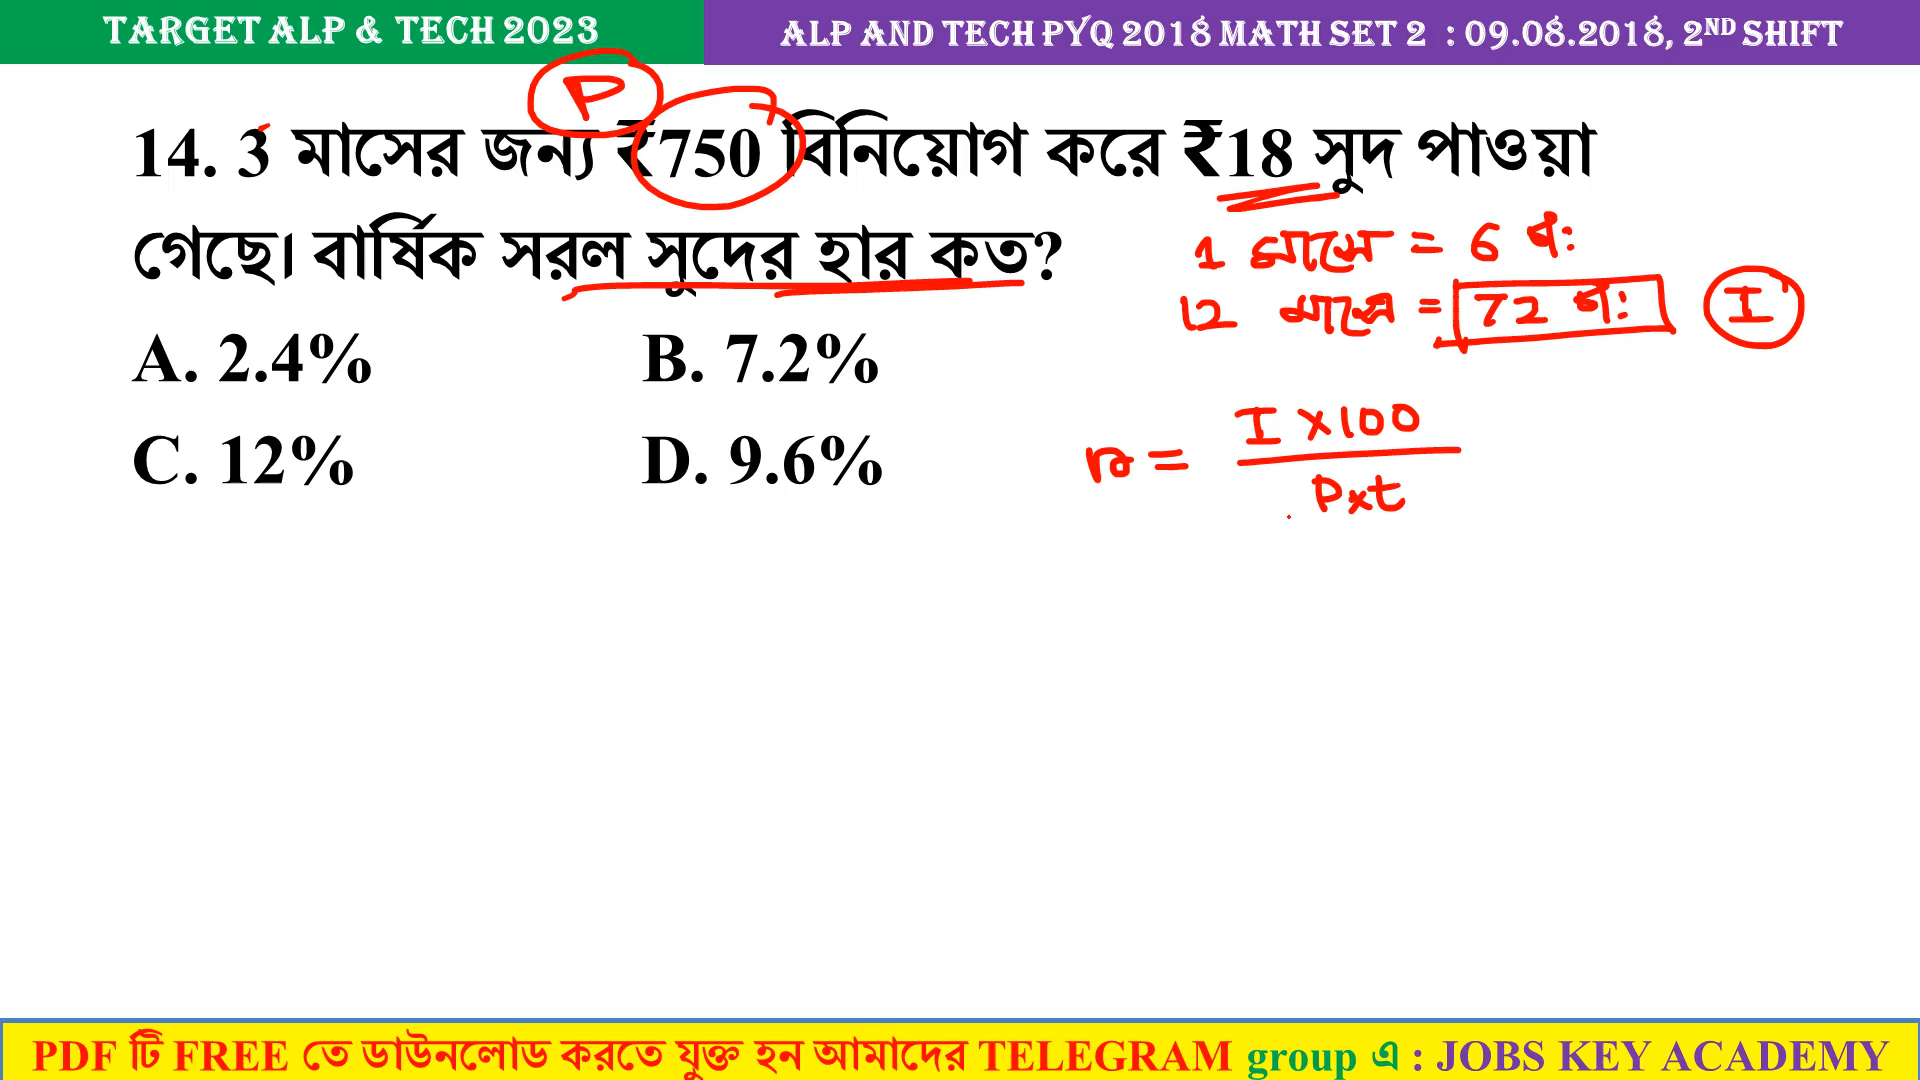 TARGET ALP & TECH 2023
ALP AND TECH PYQ 2018 MATH SET 2 : 09.08.2018, 2ND SHIFT
P
14. 3 মাসের জন্য ₹750 বিনিয়োগ করে ₹18 সুদ পাওয়া
গেছে। বার্ষিক সরল সুদের হার কত?
1 মাসে = 6 টা:
12 মাসে = 72 টা: I
A. 2.4% B. 7.2%
C. 12% D. 9.6%
r = I × 100
P×t
PDF টি FREE তে ডাউনলোড করতে যুক্ত হন আমাদের TELEGRAM group এ : JOBS KEY ACADEMY